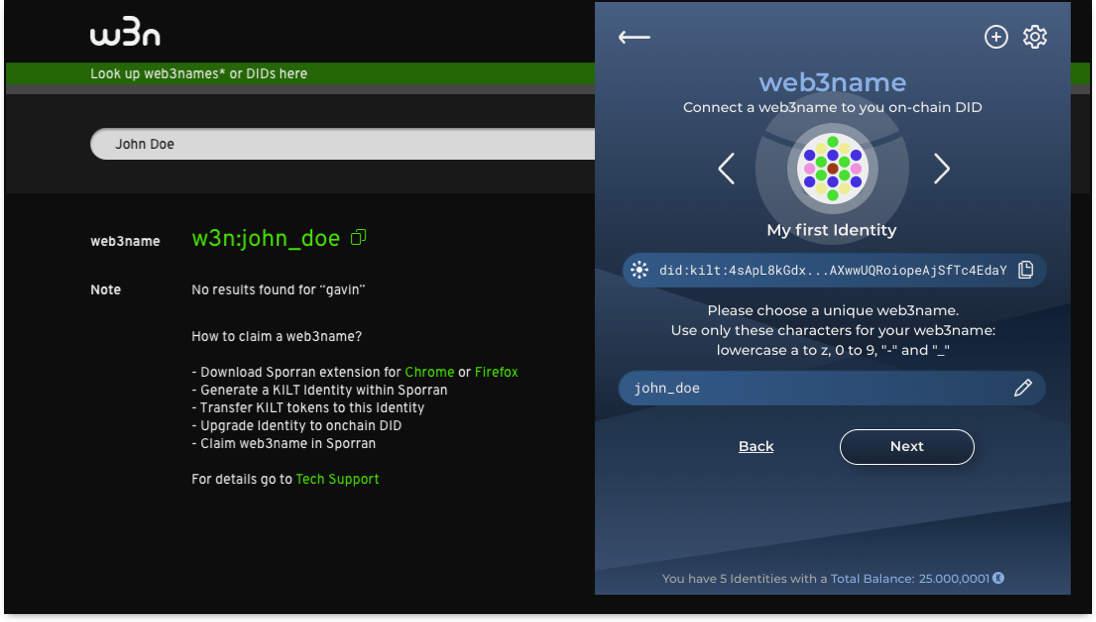 w3n
Look up web3names* or DIDs here
John Doe
web3name
w3n:john_doe
Note
No results found for “gavin”
How to claim a web3name?
- Download Sporran extension for Chrome or Firefox
- Generate a KILT Identity within Sporran
- Transfer KILT tokens to this Identity
- Upgrade Identity to onchain DID
- Claim web3name in Sporran
For details go to Tech Support
web3name
Connect a web3name to you on-chain DID
My first Identity
did:kilt:4sApL8kGdx...AXwwUQRoiopeAjSfTc4EdaY
Please choose a unique web3name.
Use only these characters for your web3name:
lowercase a to z, 0 to 9, "-" and "_"
john_doe
Back
Next
You have 5 Identities with a Total Balance: 25.000,0001 K